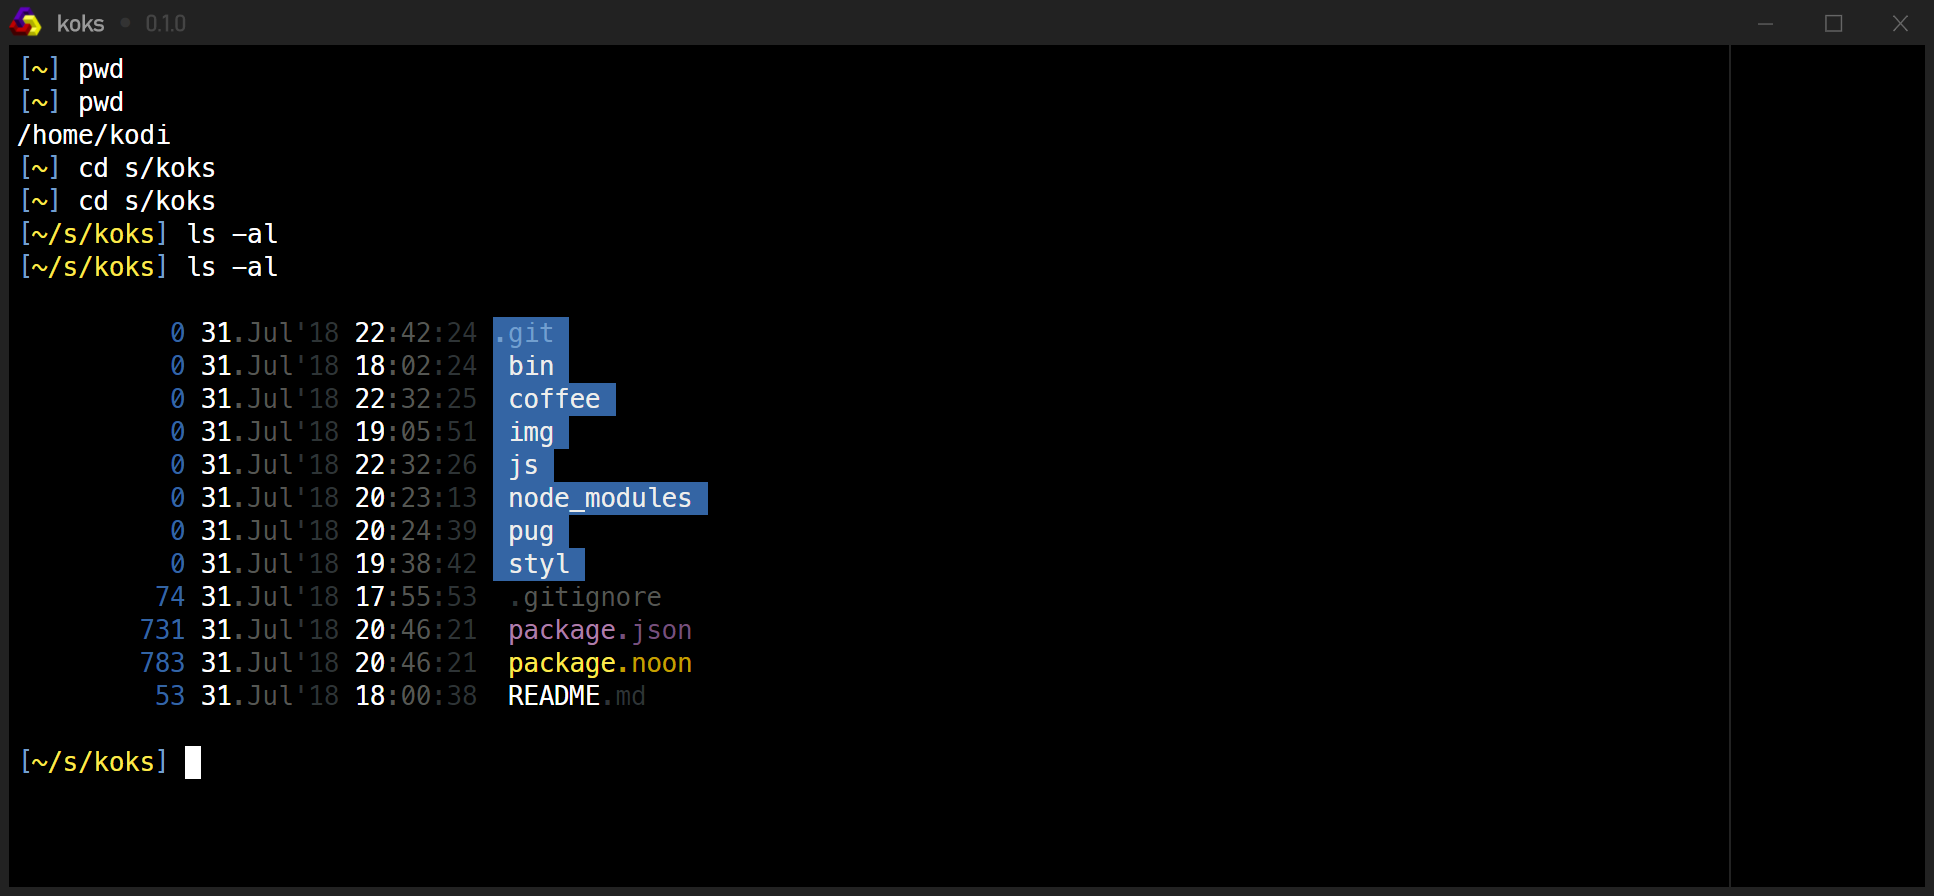 koks ● 0.1.0
[~] pwd
[~] pwd
/home/kodi
[~] cd s/koks
[~] cd s/koks
[~/s/koks] ls -al
[~/s/koks] ls -al
0 31.Jul'18 22:42:24 .git
0 31.Jul'18 18:02:24 bin
0 31.Jul'18 22:32:25 coffee
0 31.Jul'18 19:05:51 img
0 31.Jul'18 22:32:26 js
0 31.Jul'18 20:23:13 node_modules
0 31.Jul'18 20:24:39 pug
0 31.Jul'18 19:38:42 styl
74 31.Jul'18 17:55:53 .gitignore
731 31.Jul'18 20:46:21 package.json
783 31.Jul'18 20:46:21 package.noon
53 31.Jul'18 18:00:38 README.md
[~/s/koks]